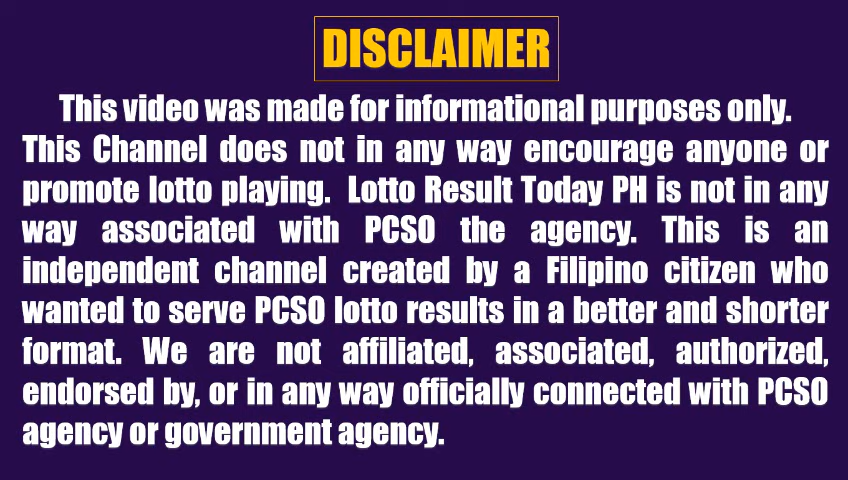 DISCLAIMER
This video was made for informational purposes only.
This Channel does not in any way encourage anyone or
promote lotto playing. Lotto Result Today PH is not in any
way associated with PCSO the agency. This is an
independent channel created by a Filipino citizen who
wanted to serve PCSO lotto results in a better and shorter
format. We are not affiliated, associated, authorized,
endorsed by, or in any way officially connected with PCSO
agency or government agency.